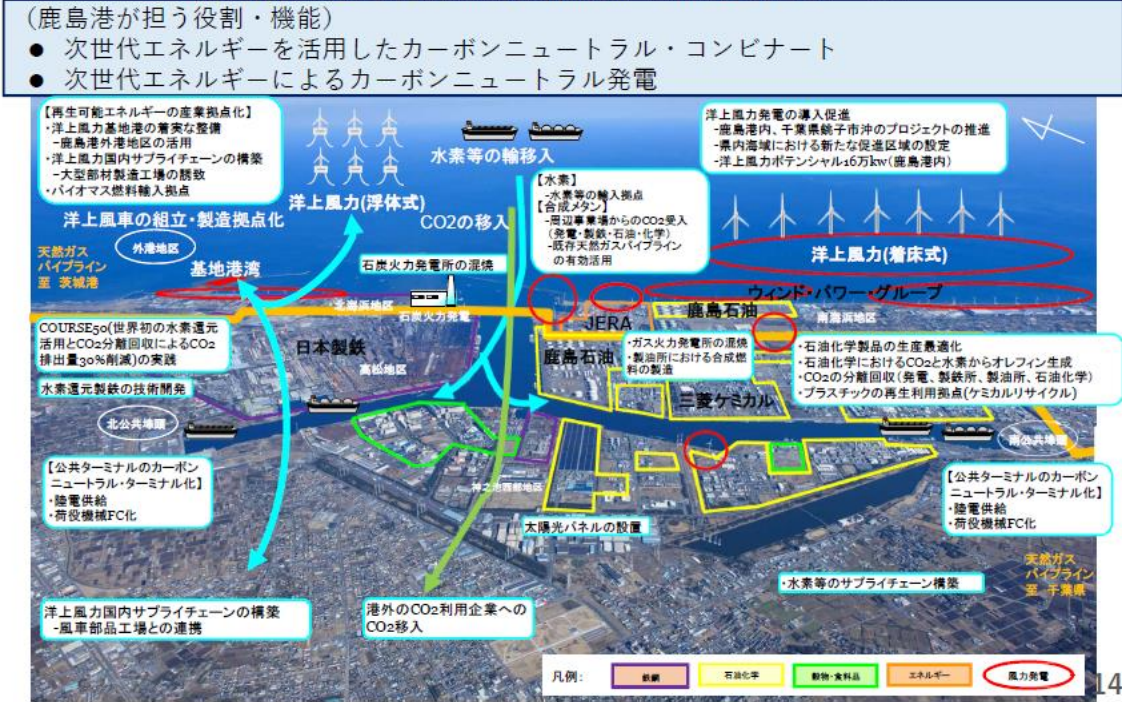 （鹿島港が担う役割・機能）
● 次世代エネルギーを活用したカーボンニュートラル・コンビナート
● 次世代エネルギーによるカーボンニュートラル発電
【再生可能エネルギーの産業拠点化】
・洋上風力基地港の着実な整備
-鹿島港外港地区の活用
・洋上風力国内サプライチェーンの構築
-大型部材製造工場の誘致
・バイオマス燃料輸入拠点
洋上風車の組立・製造拠点化
外港地区
天然ガス
パイプライン
至 茨城港
基地港湾
洋上風力(浮体式)
水素等の輸移入
CO2の移入
【水素】
-水素等の輸入拠点
【合成メタン】
-周辺事業場からのCO2受入
（発電・製鉄・石油・化学）
-既存天然ガスパイプライン
の有効活用
洋上風力発電の導入促進
-鹿島港内、千葉県銚子市沖のプロジェクトの推進
-県内海域における新たな促進区域の設定
-洋上風力ポテンシャル16万kw（鹿島港内）
洋上風力(着床式)
ウィンド・パワー・グループ
石炭火力発電所の混焼
北海浜地区
石炭火力発電
JERA
鹿島石油
南海浜地区
COURSE50(世界初の水素還元
活用とCO2分離回収によるCO2
排出量30％削減)の実践
水素還元製鉄の技術開発
日本製鉄
高松地区
鹿島石油
・ガス火力発電所の混焼
・製油所における合成燃
料の製造
三菱ケミカル
・石油化学製品の生産最適化
・石油化学におけるCO2と水素からオレフィン生成
・CO2の分離回収（発電、製鉄所、製油所、石油化学）
・プラスチックの再生利用拠点（ケミカルリサイクル）
北公共埠頭
南公共埠頭
【公共ターミナルのカーボン
ニュートラル・ターミナル化】
・陸電供給
・荷役機械FC化
神之池西部地区
太陽光パネルの設置
【公共ターミナルのカーボン
ニュートラル・ターミナル化】
・陸電供給
・荷役機械FC化
天然ガス
パイプライン
至 千葉県
・水素等のサプライチェーン構築
洋上風力国内サプライチェーンの構築
-風車部品工場との連携
港外のCO2利用企業への
CO2移入
凡例：
鉄鋼
石油化学
穀物・食料品
エネルギー
風力発電
14